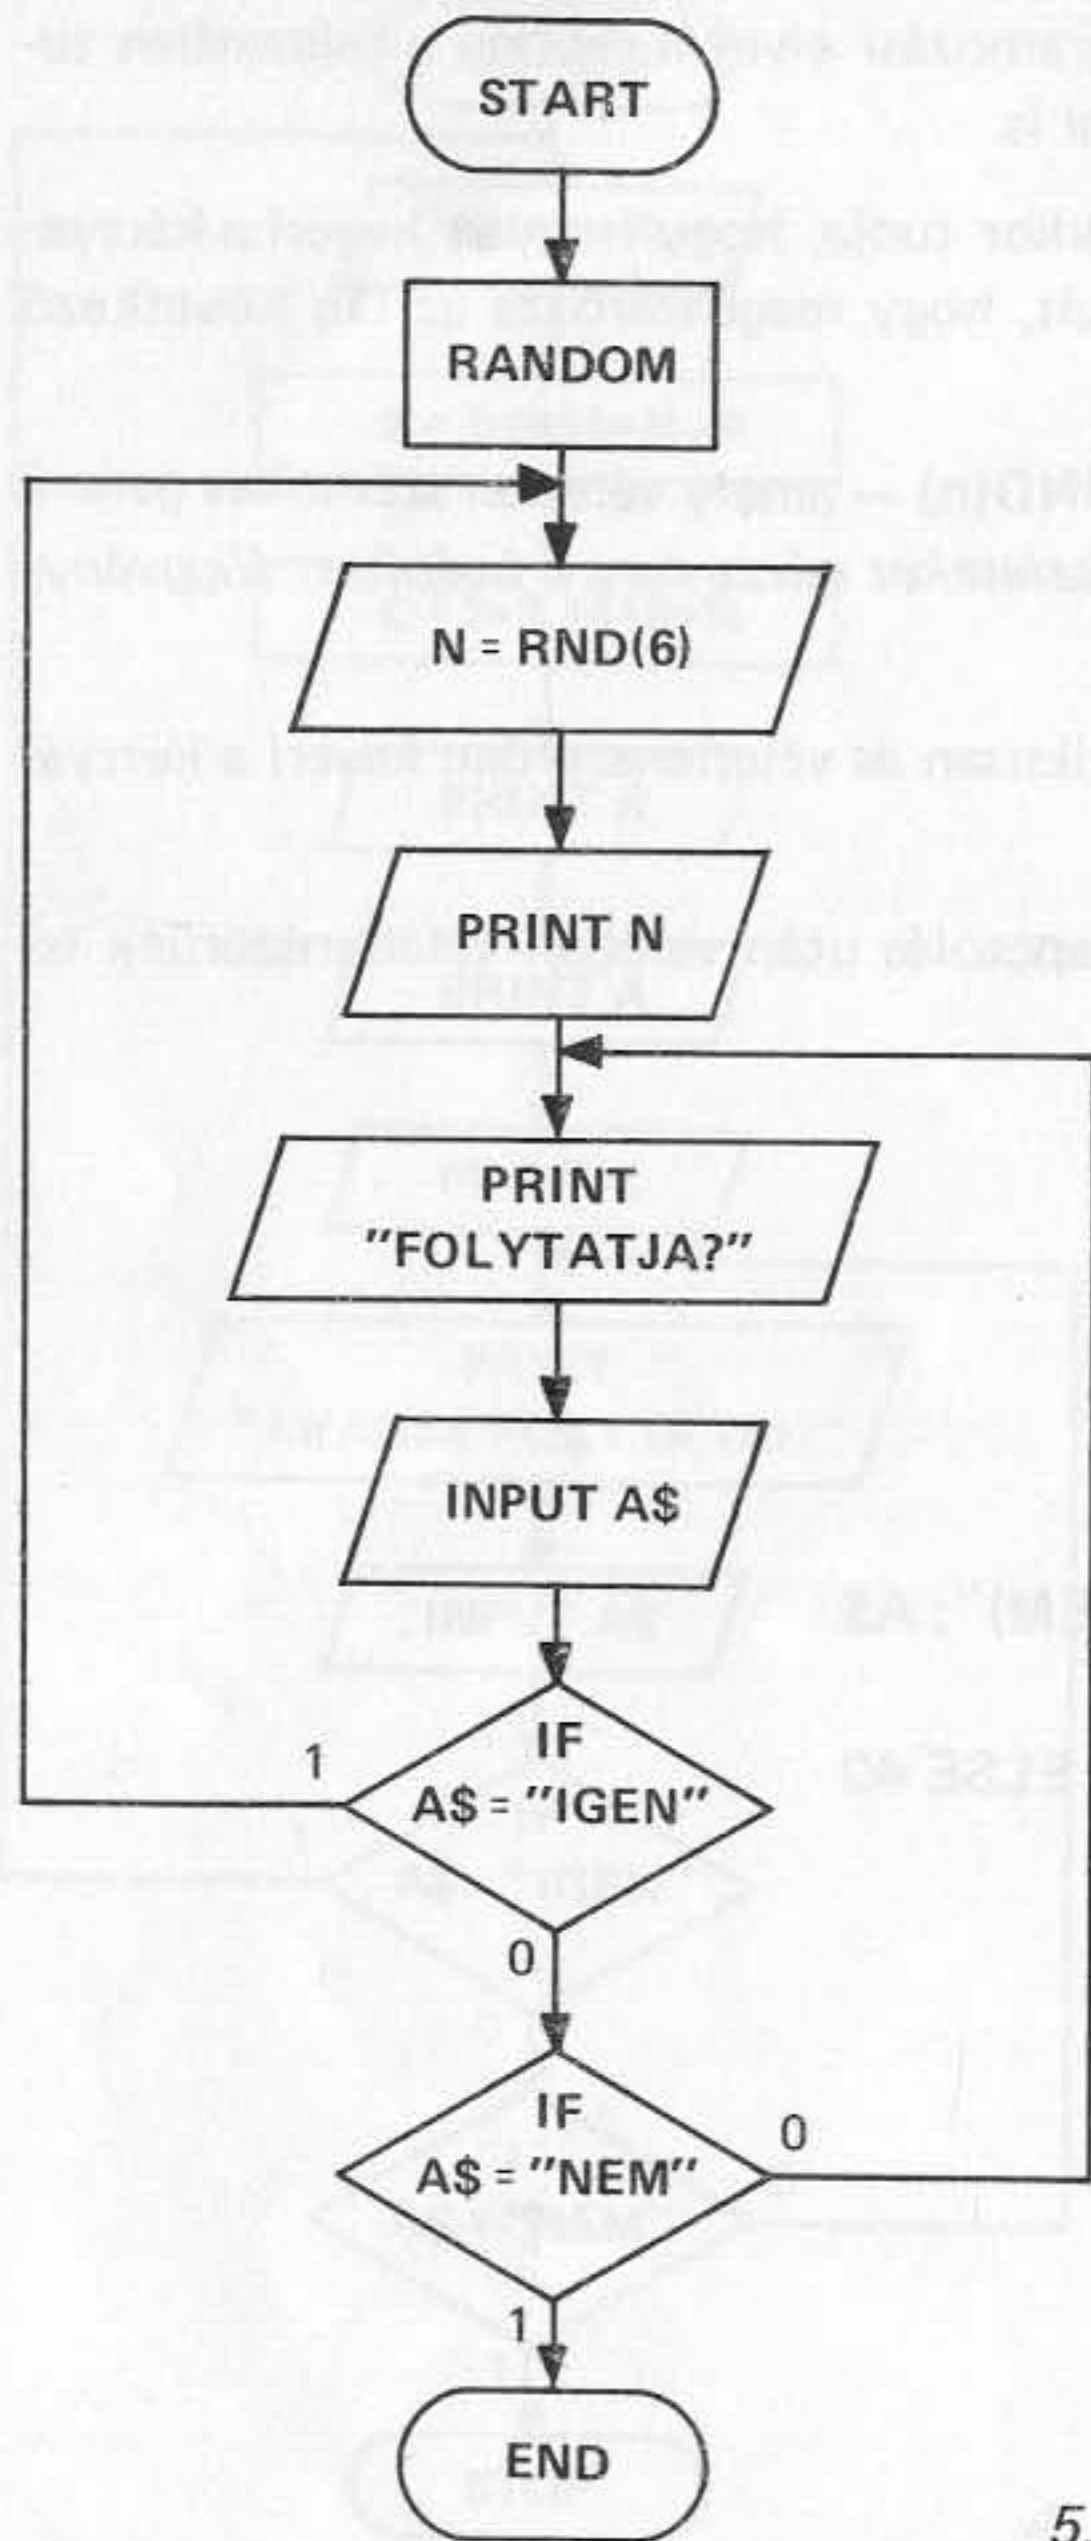 START
RANDOM
N = RND(6)
PRINT N
PRINT
"FOLYTATJA?"
INPUT A$
IF
1
A$ = "IGEN"
0
IF
0
A$ = "NEM"
1
END
5